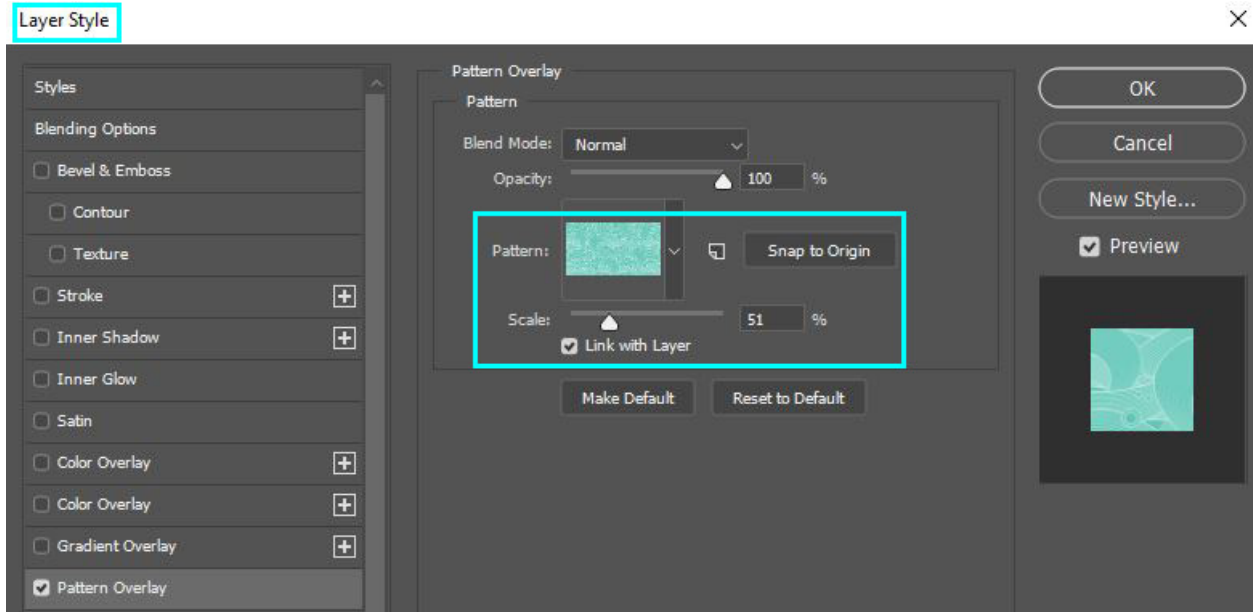 Layer Style
Styles
Blending Options
Bevel & Emboss
Contour
Texture
Stroke
Inner Shadow
Inner Glow
Satin
Color Overlay
Color Overlay
Gradient Overlay
Pattern Overlay
Pattern Overlay
Pattern
Blend Mode: Normal
Opacity: 100 %
Pattern: Snap to Origin
Scale: 51 %
Link with Layer
Make Default Reset to Default
OK
Cancel
New Style...
Preview